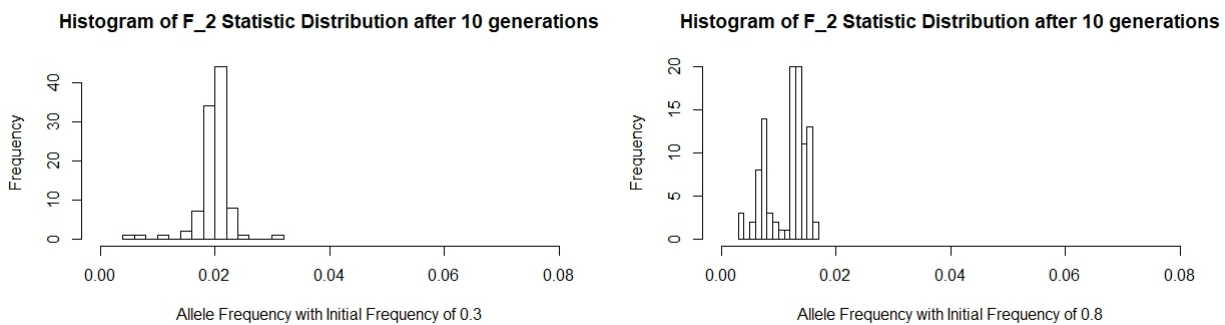 Histogram of F_2 Statistic Distribution after 10 generations
Frequency
40
30
20
10
0
0.00 0.02 0.04 0.06 0.08
Allele Frequency with Initial Frequency of 0.3
Histogram of F_2 Statistic Distribution after 10 generations
Frequency
20
15
10
5
0
0.00 0.02 0.04 0.06 0.08
Allele Frequency with Initial Frequency of 0.8